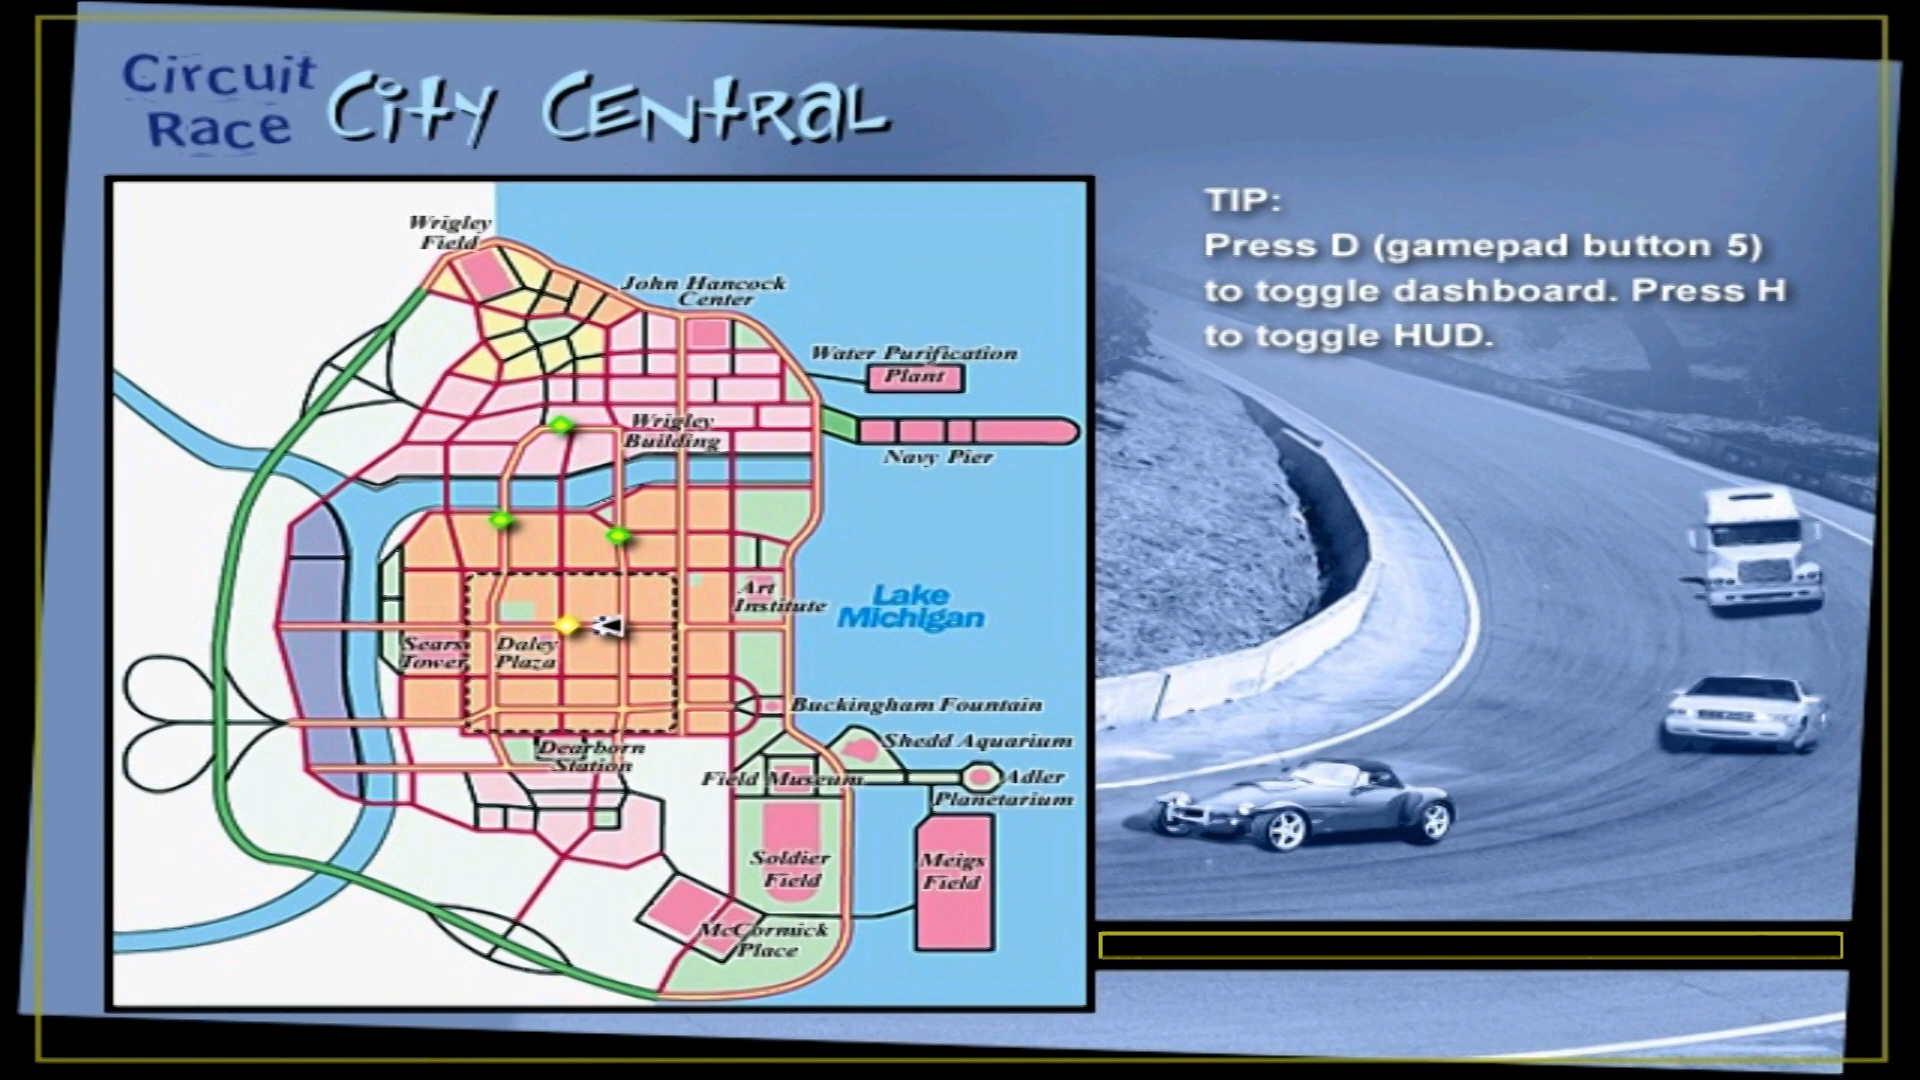 Circuit
Race
City Central
TIP:
Press D (gamepad button 5)
to toggle dashboard. Press H
to toggle HUD.
Wrigley
Field
John Hancock
Center
Water Purification
Plant
Wrigley
Building
Navy Pier
Art
Institute
Lake
Michigan
Sears
Tower
Daley
Plaza
Buckingham Fountain
Dearborn
Station
Shedd Aquarium
Field Museum
Adler
Planetarium
Soldier
Field
Meigs
Field
McCormick
Place